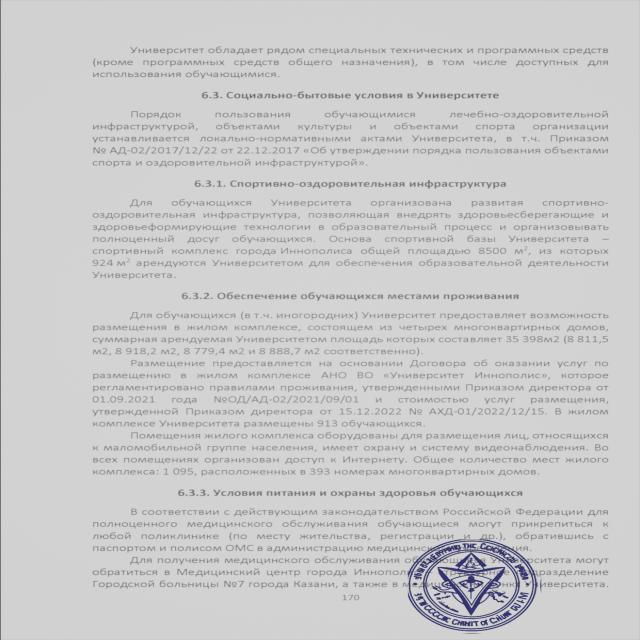 Университет обладает рядом специальных технических и программных средств
(кроме программных средств общего назначения), в том числе доступных для
использования обучающимися.
6.3. Социально-бытовые условия в Университете
Порядок пользования обучающимися лечебно-оздоровительной
инфраструктурой, объектами культуры и объектами спорта организации
устанавливается локально-нормативными актами Университета, в т.ч. Приказом
№ АД-02/2017/12/22 от 22.12.2017 «Об утверждении порядка пользования объектами
спорта и оздоровительной инфраструктурой».
6.3.1. Спортивно-оздоровительная инфраструктура
Для обучающихся Университета организована развитая спортивно-
оздоровительная инфраструктура, позволяющая внедрять здоровьесберегающие и
здоровьеформирующие технологии в образовательный процесс и организовывать
полноценный досуг обучающихся. Основа спортивной базы Университета –
спортивный комплекс города Иннополиса общей площадью 8500 м², из которых
924 м² арендуются Университетом для обеспечения образовательной деятельности
Университета.
6.3.2. Обеспечение обучающихся местами проживания
Для обучающихся (в т.ч. иногородних) Университет предоставляет возможность
размещения в жилом комплексе, состоящем из четырех многоквартирных домов,
суммарная арендуемая Университетом площадь которых составляет 35 398м2 (8 811,5
м2, 8 918,2 м2, 8 779,4 м2 и 8 888,7 м2 соответственно).
Размещение предоставляется на основании Договора об оказании услуг по
размещению в жилом комплексе АНО ВО «Университет Иннополис», которое
регламентировано правилами проживания, утвержденными Приказом директора от
01.09.2021 года №ОД/АД-02/2021/09/01 и стоимостью услуг размещения,
утвержденной Приказом директора от 15.12.2022 № АХД-01/2022/12/15. В жилом
комплексе Университета размещены 913 обучающихся.
Помещения жилого комплекса оборудованы для размещения лиц, относящихся
к маломобильной группе населения, имеет охрану и систему видеонаблюдения. Во
всех помещениях организован доступ к Интернету. Общее количество мест жилого
комплекса: 1 095, расположенных в 393 номерах многоквартирных домов.
6.3.3. Условия питания и охраны здоровья обучающихся
В соответствии с действующим законодательством Российской Федерации для
полноценного медицинского обслуживания обучающиеся могут прикрепиться к
любой поликлинике (по месту жительства, регистрации и др.), обратившись с
паспортом и полисом ОМС в администрацию
Для получения медицинского обслуживания Университета могут
обратиться в Медицинский центр города
Городской больницы №7 города Казани, а также в Университета.
170